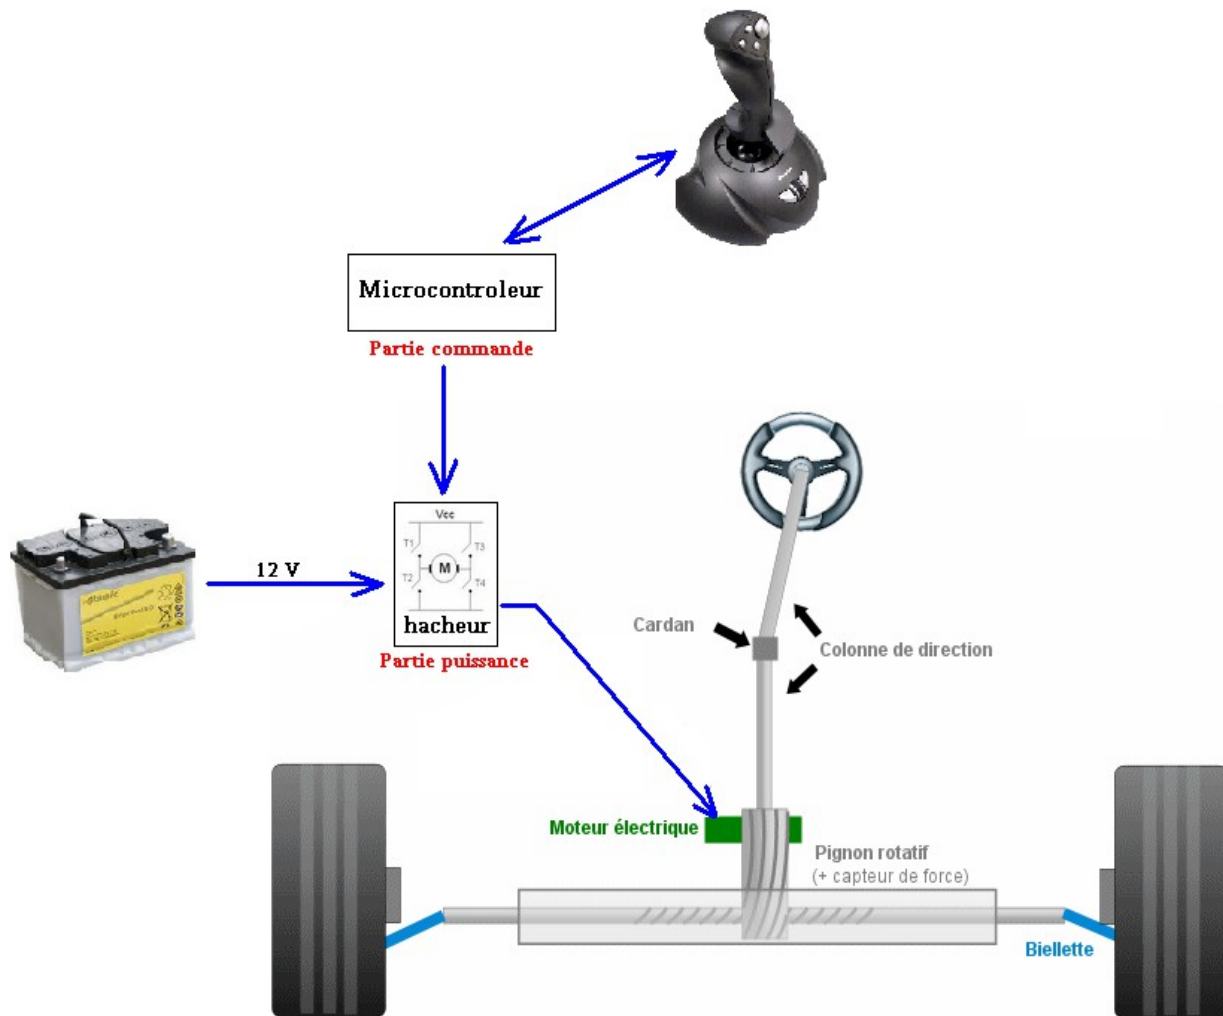 Microcontroleur
Partie commande
12 V
Vcc
T1
T3
M
T2
T4
hacheur
Partie puissance
Cardan
Colonne de direction
Moteur électrique
Pignon rotatif
(+ capteur de force)
Biellette